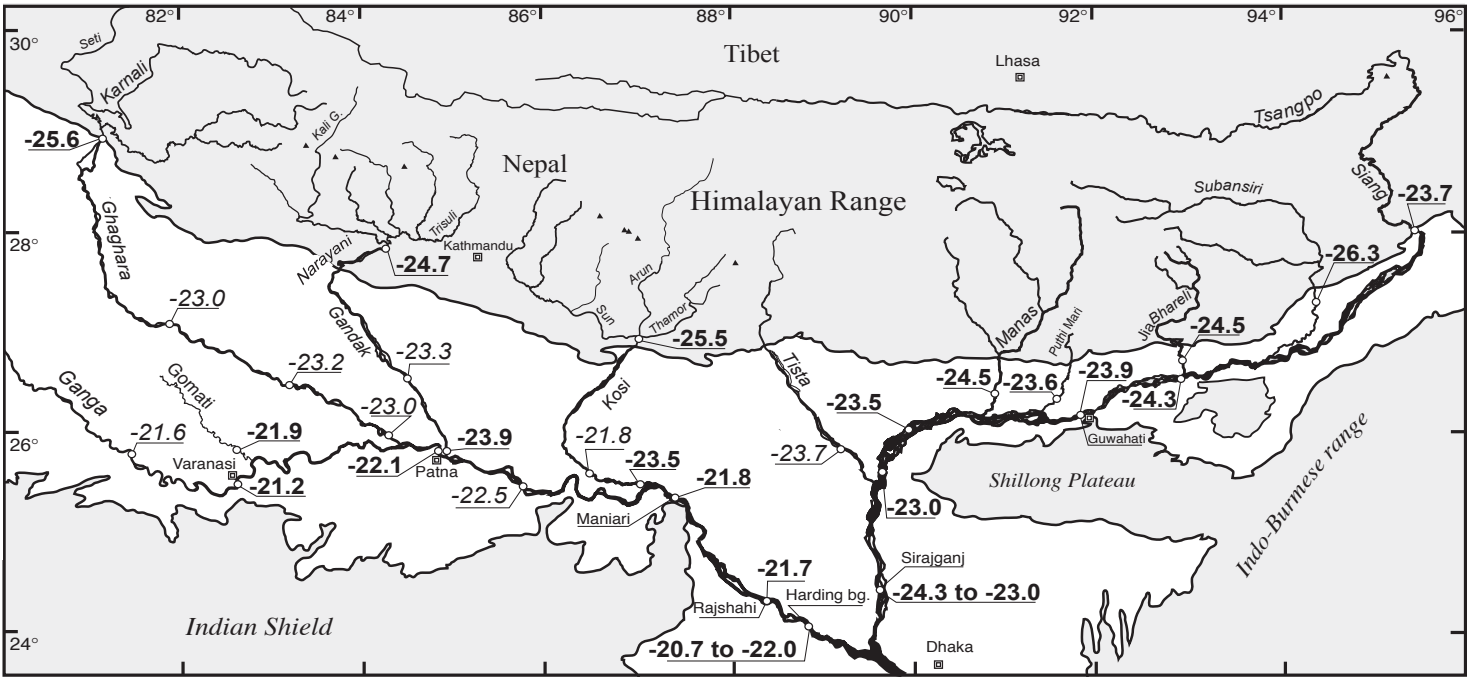 82°
84°
86°
88°
90°
92°
94°
96°
30°
Seti
Tibet
Lhasa
Karnali
Tsangpo
Kali G.
-25.6
Nepal
Himalayan Range
Subansiri
Siang
-23.7
Ghaghara
Trisuli
Kathmandu
28°
Narayani
-24.7
Arun
-26.3
Sun
Thamor
Manas
Puthi Mari
Jia Bhareli
-23.0
Gandak
-25.5
-24.5
-23.3
Tista
-23.2
Ganga
Gomati
Kosi
-24.5
-23.6
-23.9
-24.3
-23.0
-23.5
26°
-21.6
-21.9
-23.9
-21.8
Guwahati
Varanasi
-22.1
Patna
-23.7
-23.5
Shillong Plateau
-21.2
-22.5
-21.8
-23.0
Maniari
Indo-Burmese range
Sirajganj
-21.7
Harding bg.
-24.3 to -23.0
Rajshahi
Indian Shield
24°
-20.7 to -22.0
Dhaka